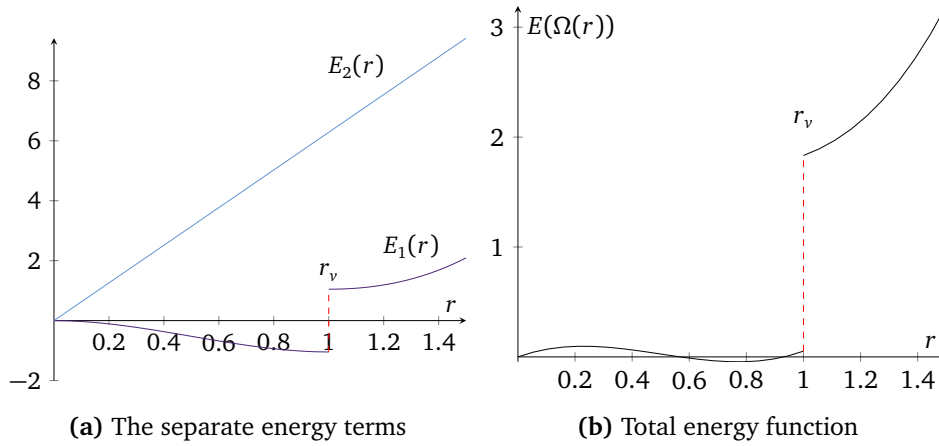 E₂(r)
8
6
4
2
−2
E₁(r)
rᵥ
r
0.2 0.4 0.6 0.8 1 1.2 1.4
(a) The separate energy terms
E(Ω(r))
3
2
1
rᵥ
r
0.2 0.4 0.6 0.8 1 1.2 1.4
(b) Total energy function